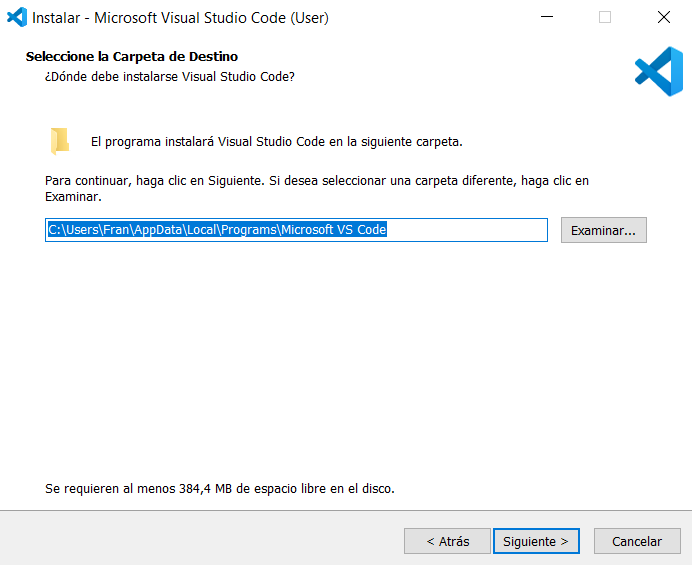 Instalar - Microsoft Visual Studio Code (User)
Seleccione la Carpeta de Destino
¿Dónde debe instalarse Visual Studio Code?
El programa instalará Visual Studio Code en la siguiente carpeta.
Para continuar, haga clic en Siguiente. Si desea seleccionar una carpeta diferente, haga clic en
Examinar.
C:\Users\Fran\AppData\Local\Programs\Microsoft VS Code
Examinar...
Se requieren al menos 384,4 MB de espacio libre en el disco.
< Atrás
Siguiente >
Cancelar